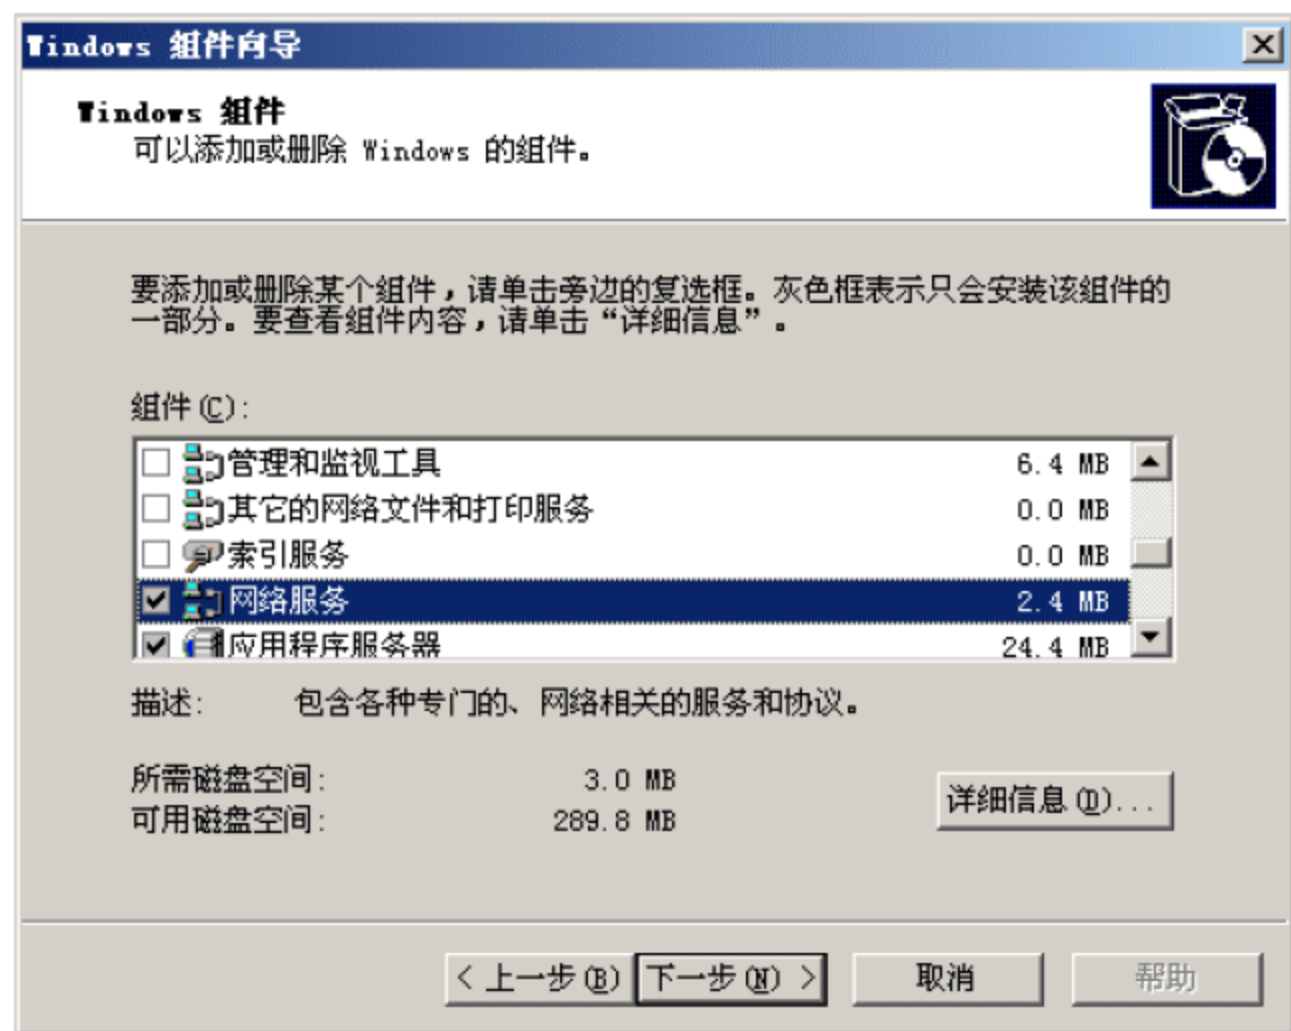 Windows 组件向导
Windows 组件
可以添加或删除 Windows 的组件。
要添加或删除某个组件，请单击旁边的复选框。灰色框表示只会安装该组件的
一部分。要查看组件内容，请单击“详细信息”。
组件(C):
管理和监视工具 6.4 MB
其它的网络文件和打印服务 0.0 MB
索引服务 0.0 MB
网络服务 2.4 MB
应用程序服务器 24.4 MB
描述: 包含各种专门的、网络相关的服务和协议。
所需磁盘空间: 3.0 MB
可用磁盘空间: 289.8 MB
详细信息(D)...
< 上一步(B) 下一步(N) > 取消 帮助